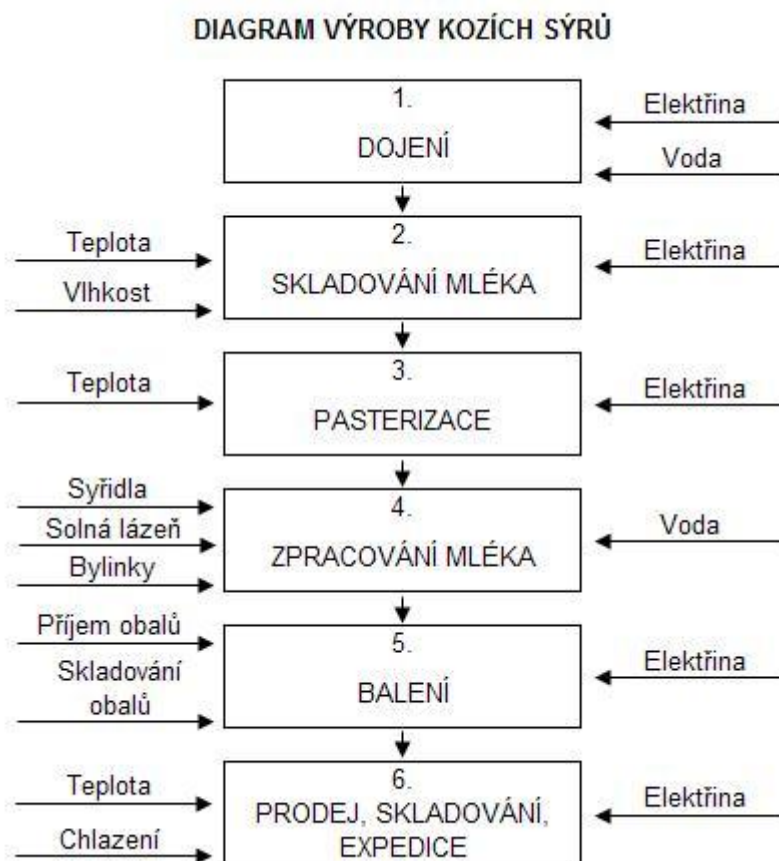 DIAGRAM VÝROBY KOZÍCH SÝRŮ
1.
DOJENÍ
Elektřina
Voda
Teplota
Vlhkost
2.
SKLADOVÁNÍ MLÉKA
Elektřina
Teplota
3.
PASTERIZACE
Elektřina
Syřidla
Solná lázeň
Bylinky
4.
ZPRACOVÁNÍ MLÉKA
Voda
Příjem obalů
Skladování
obalů
5.
BALENÍ
Elektřina
Teplota
Chlazení
6.
PRODEJ, SKLADOVÁNÍ,
EXPEDICE
Elektřina